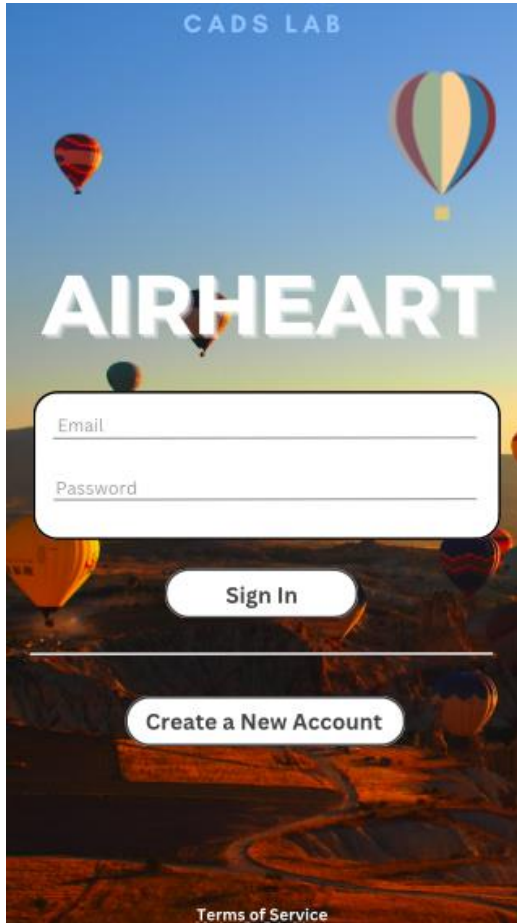 CADS LAB
AIRHEART
Email
Password
Sign In
Create a New Account
Terms of Service